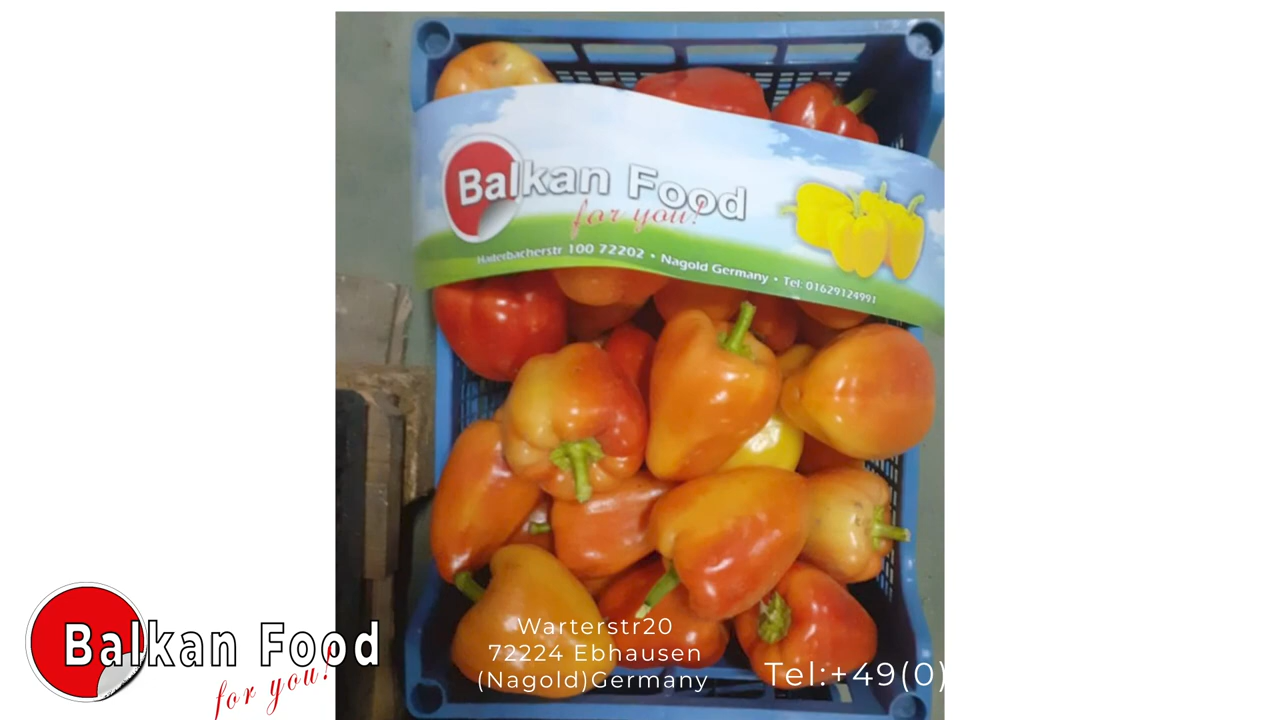 Balkan Food
for you!
Haiterbacherstr 100 72202 • Nagold Germany • Tel: 01629124991
Warterstr20
72224 Ebhausen
(Nagold)Germany
Tel:+49(0)
Balkan Food
for you!